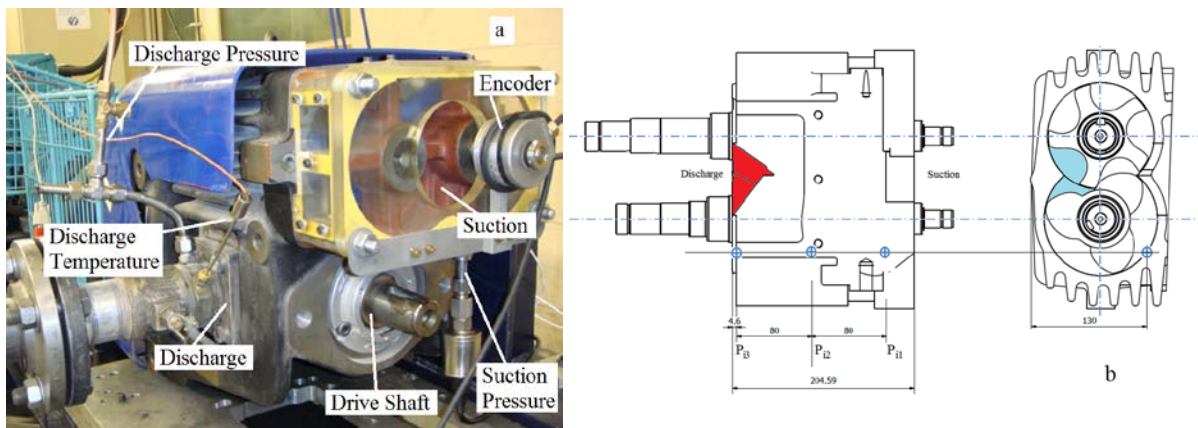 a
Discharge Pressure
Encoder
Suction
Discharge
Temperature
Discharge
Drive Shaft
Suction
Pressure
Discharge
Suction
4.6
80
80
130
Pi3
Pi2
Pi1
204.59
b